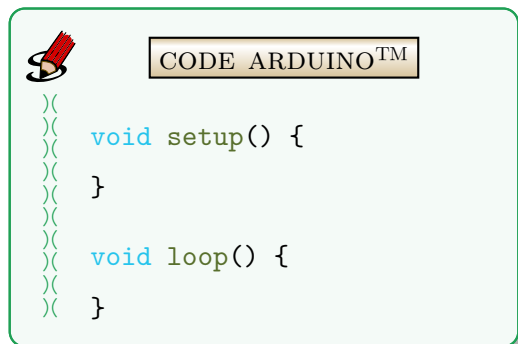 CODE ARDUINO™
void setup() {
}
void loop() {
}